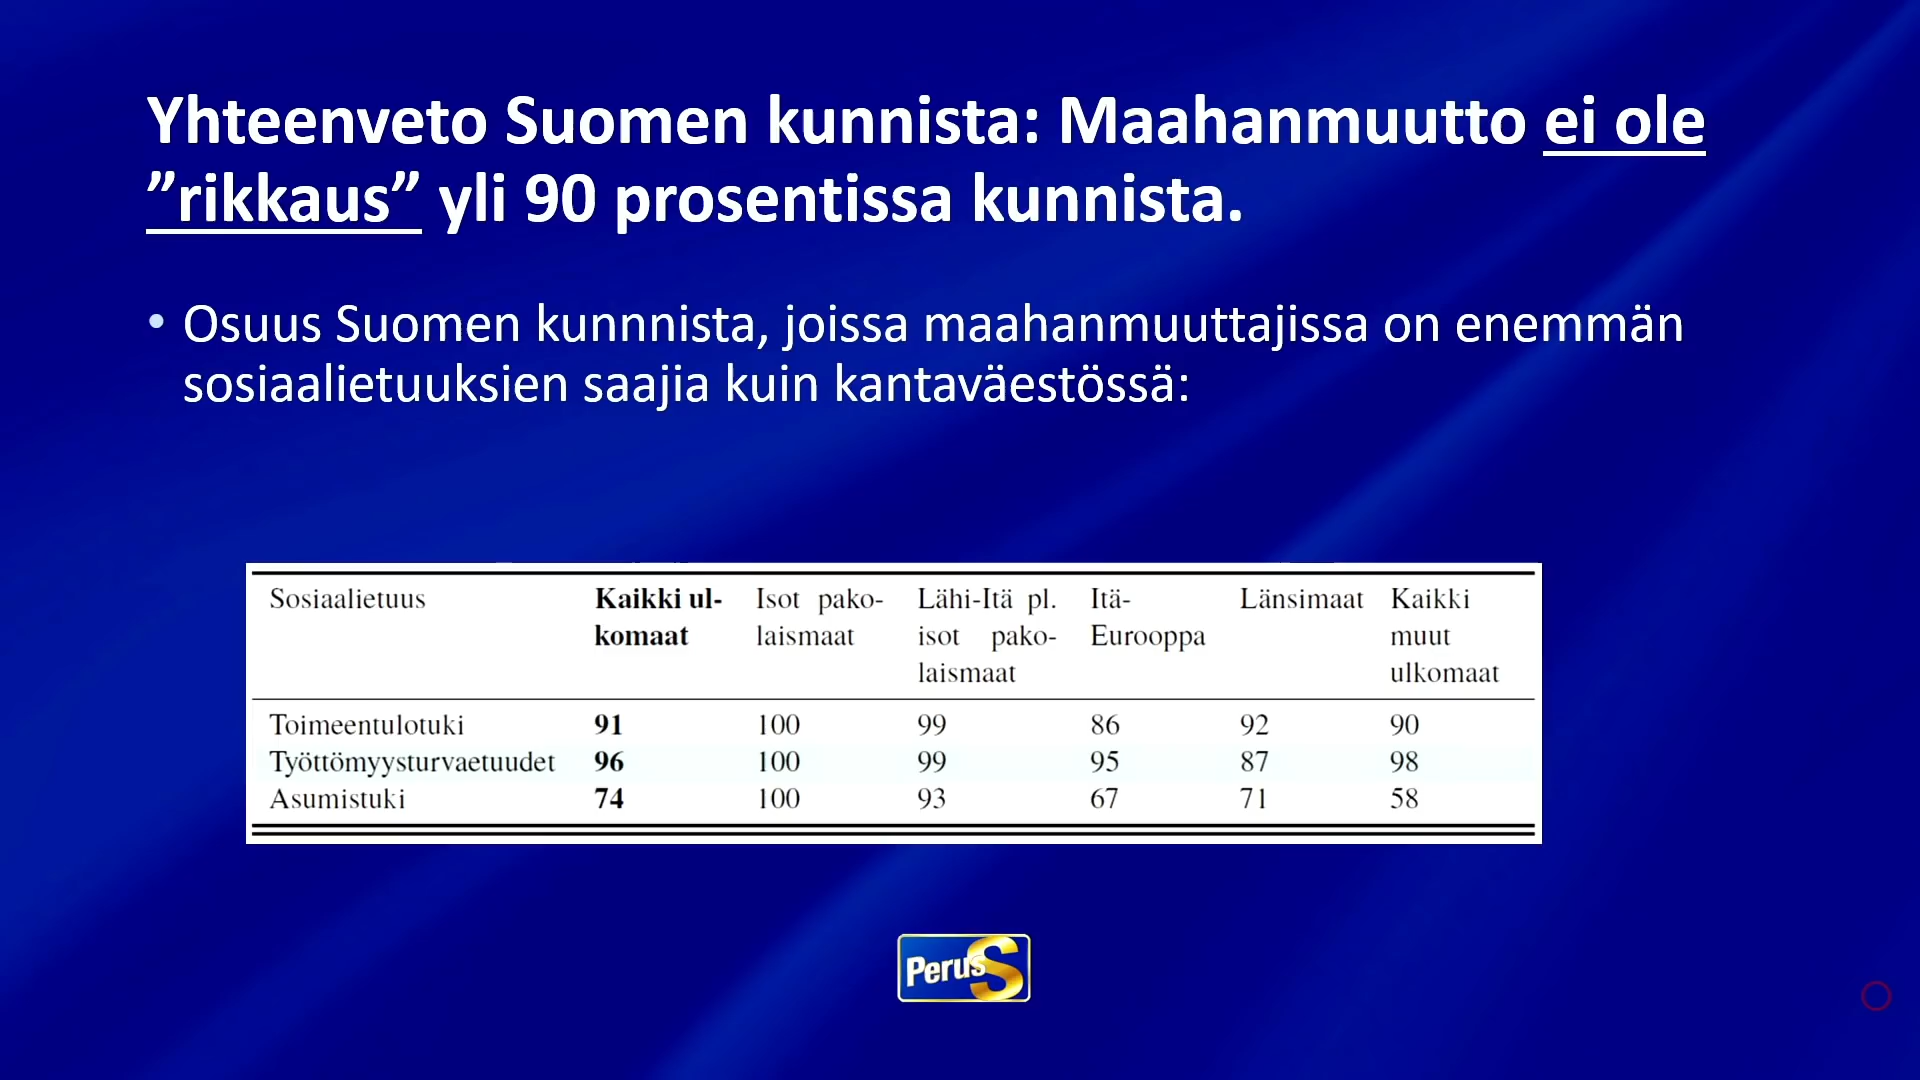 Yhteenveto Suomen kunnista: Maahanmuutto ei ole
”rikkaus” yli 90 prosentissa kunnista.
• Osuus Suomen kunnnista, joissa maahanmuuttajissa on enemmän
sosiaalietuuksien saajia kuin kantaväestössä:
Sosiaalietuus Kaikki ul- Isot pako- Lähi-Itä pl. Itä- Länsimaat Kaikki
komaat laismaat isot pako- Eurooppa muut
laismaat ulkomaat
Toimeentulotuki 91 100 99 86 92 90
Työttömyysturvaetuudet 96 100 99 95 87 98
Asumistuki 74 100 93 67 71 58
PerusS